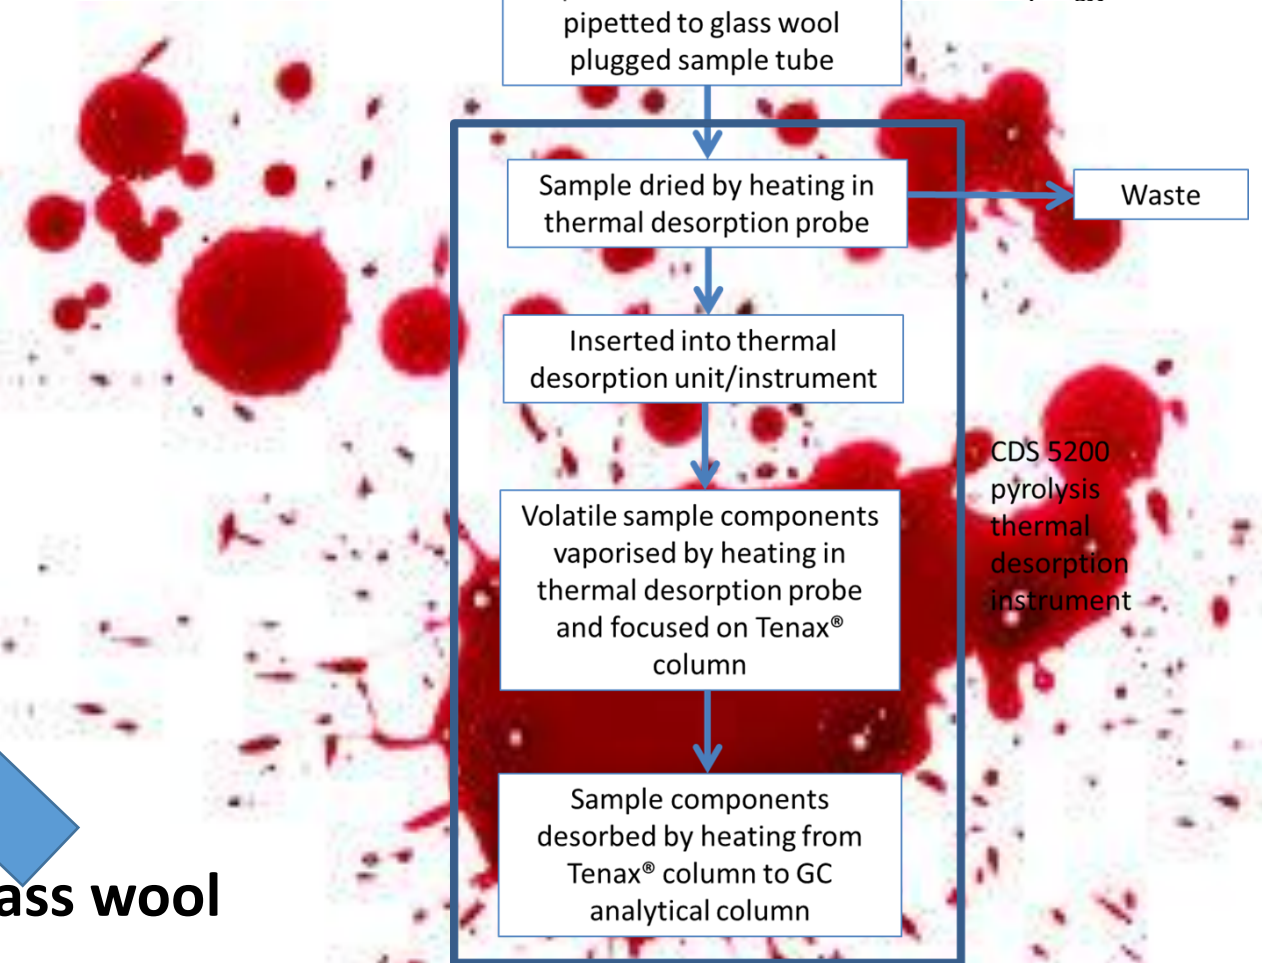 pipetted to glass wool
plugged sample tube
Sample dried by heating in
thermal desorption probe
Waste
Inserted into thermal
desorption unit/instrument
CDS 5200
pyrolysis
thermal
desorption
instrument
Volatile sample components
vaporised by heating in
thermal desorption probe
and focused on Tenax®
column
Sample components
desorbed by heating from
Tenax® column to GC
analytical column
ass wool